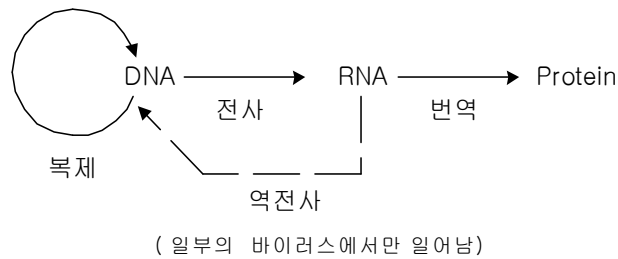 DNA RNA Protein
전사 번역
복제
역전사
( 일부의 바이러스에서만 일어남)